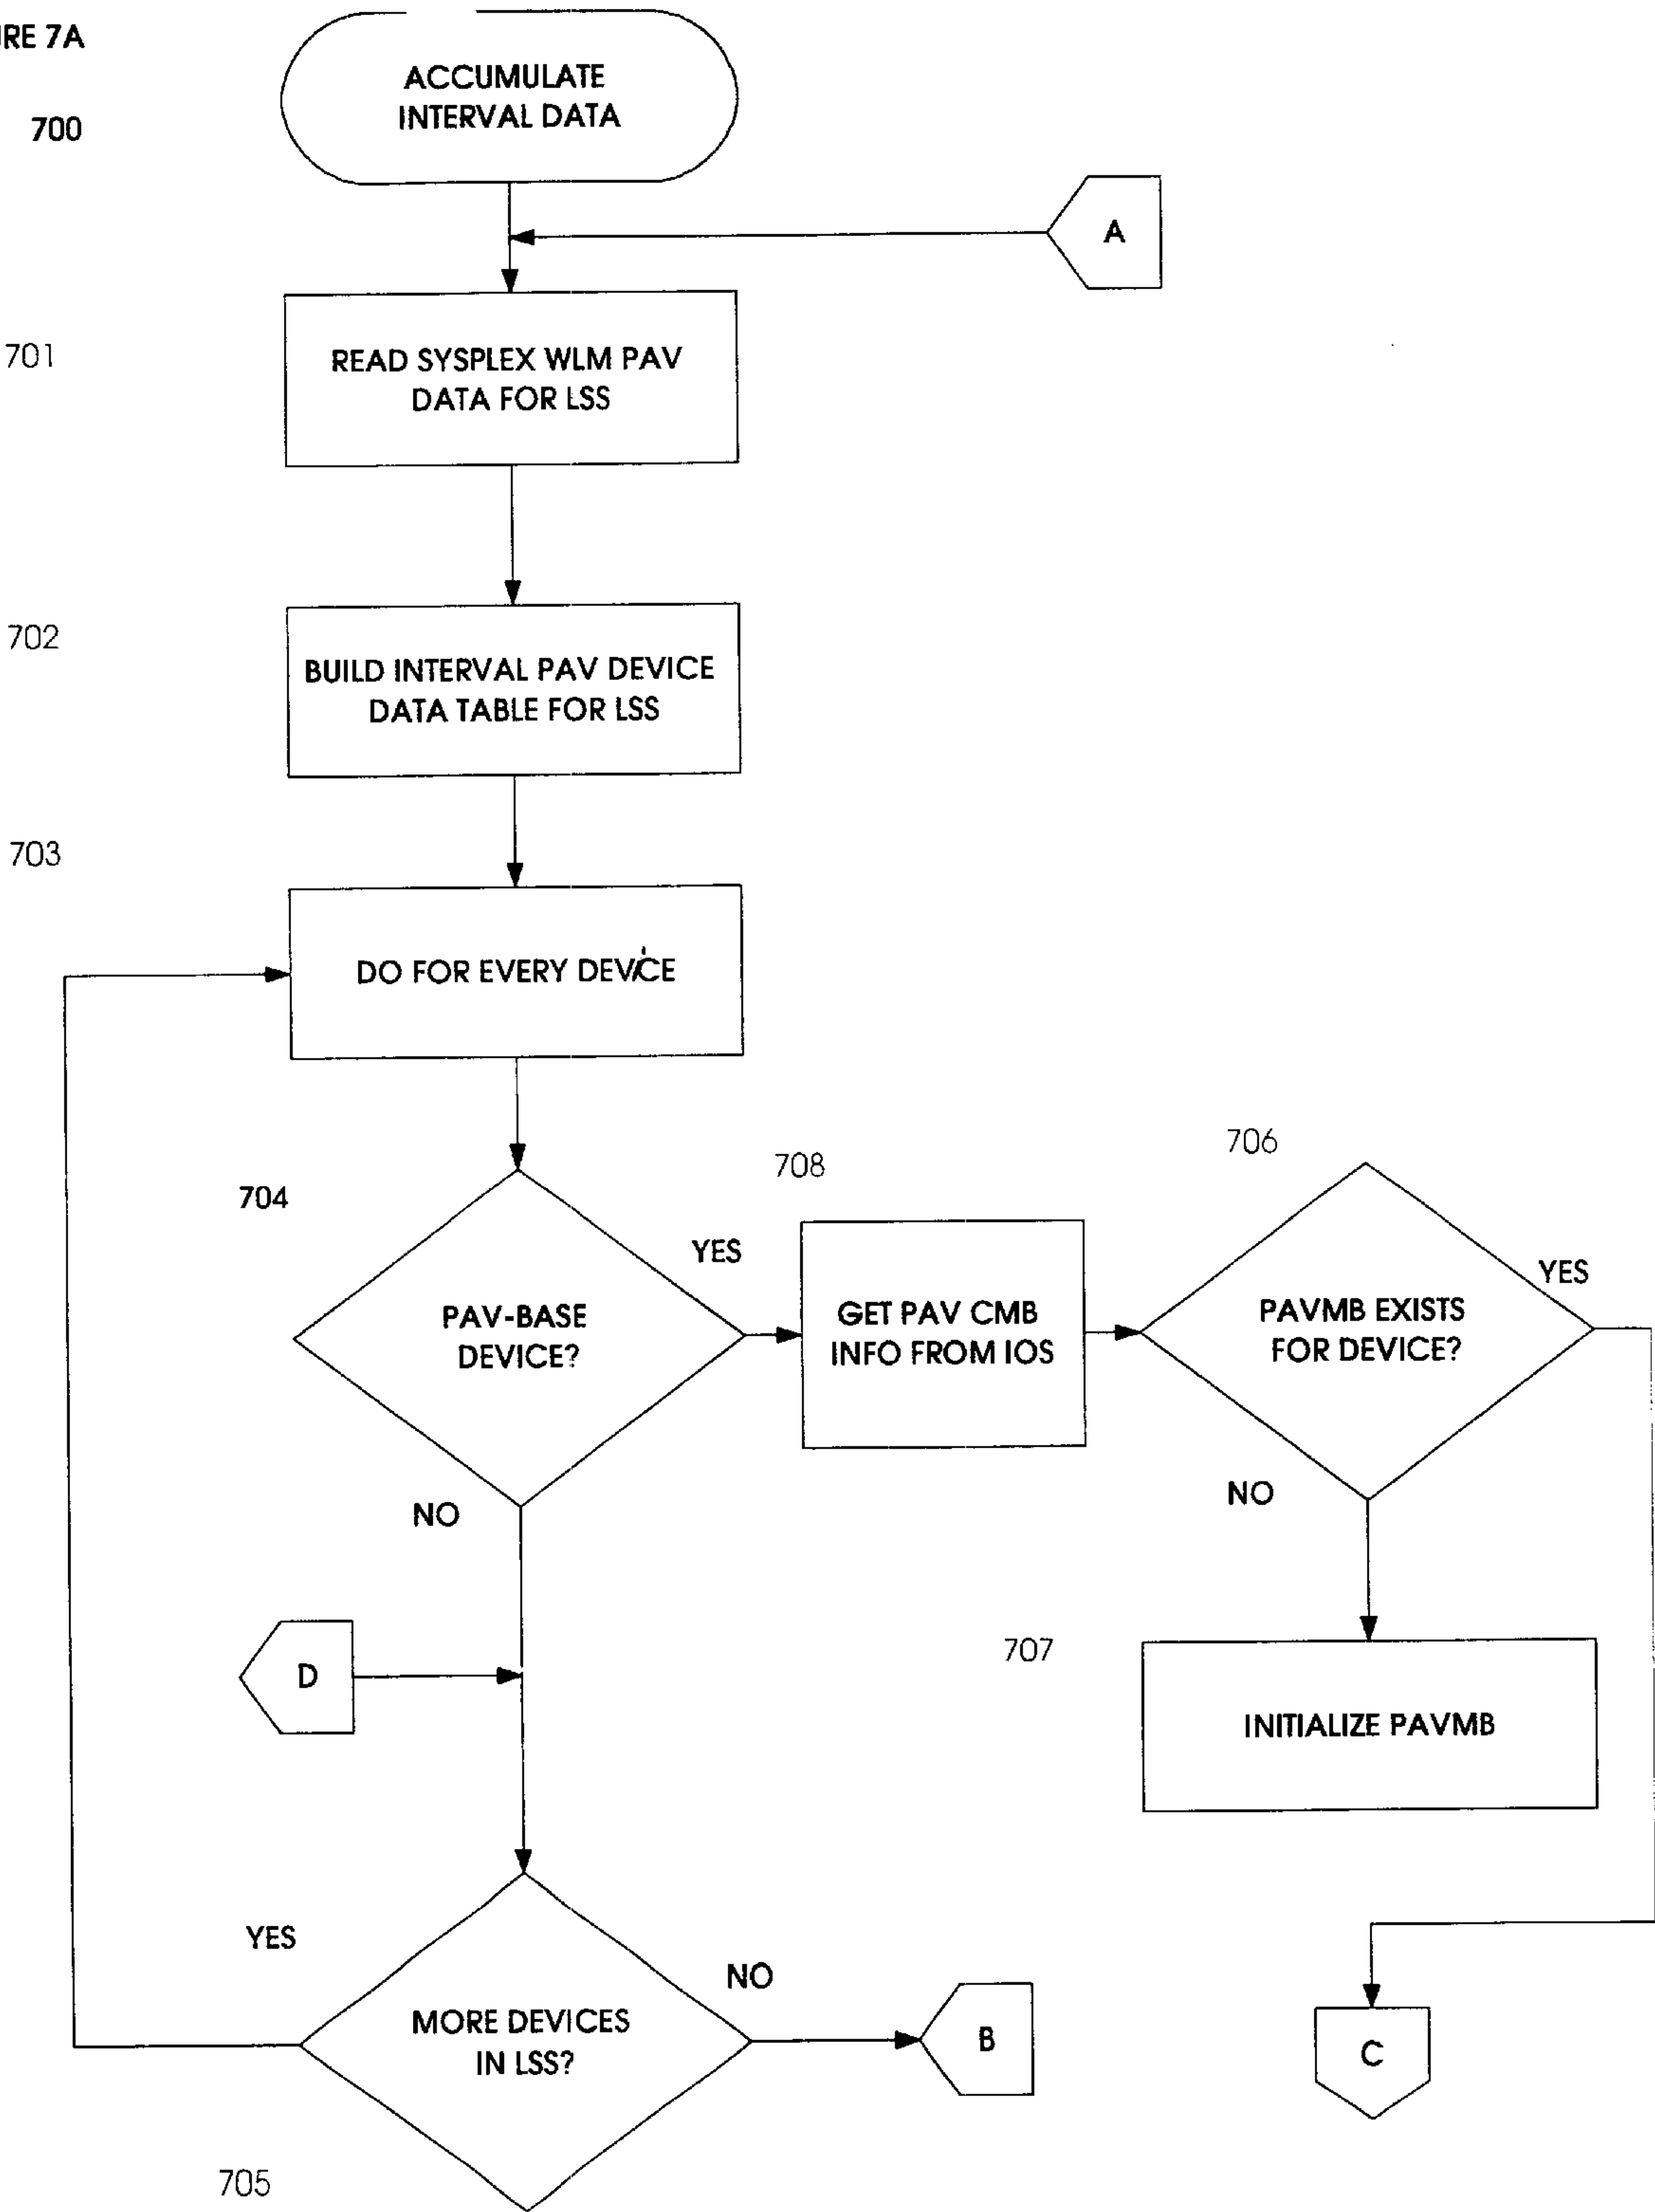 RE 7A
700
ACCUMULATE
INTERVAL DATA
A
701
READ SYSPLEX WLM PAV
DATA FOR LSS
702
BUILD INTERVAL PAV DEVICE
DATA TABLE FOR LSS
703
DO FOR EVERY DEVICE
704
PAV-BASE
DEVICE?
YES
NO
708
GET PAV CMB
INFO FROM IOS
706
PAVMB EXISTS
FOR DEVICE?
YES
NO
707
INITIALIZE PAVMB
D
YES
MORE DEVICES
IN LSS?
NO
B
C
705